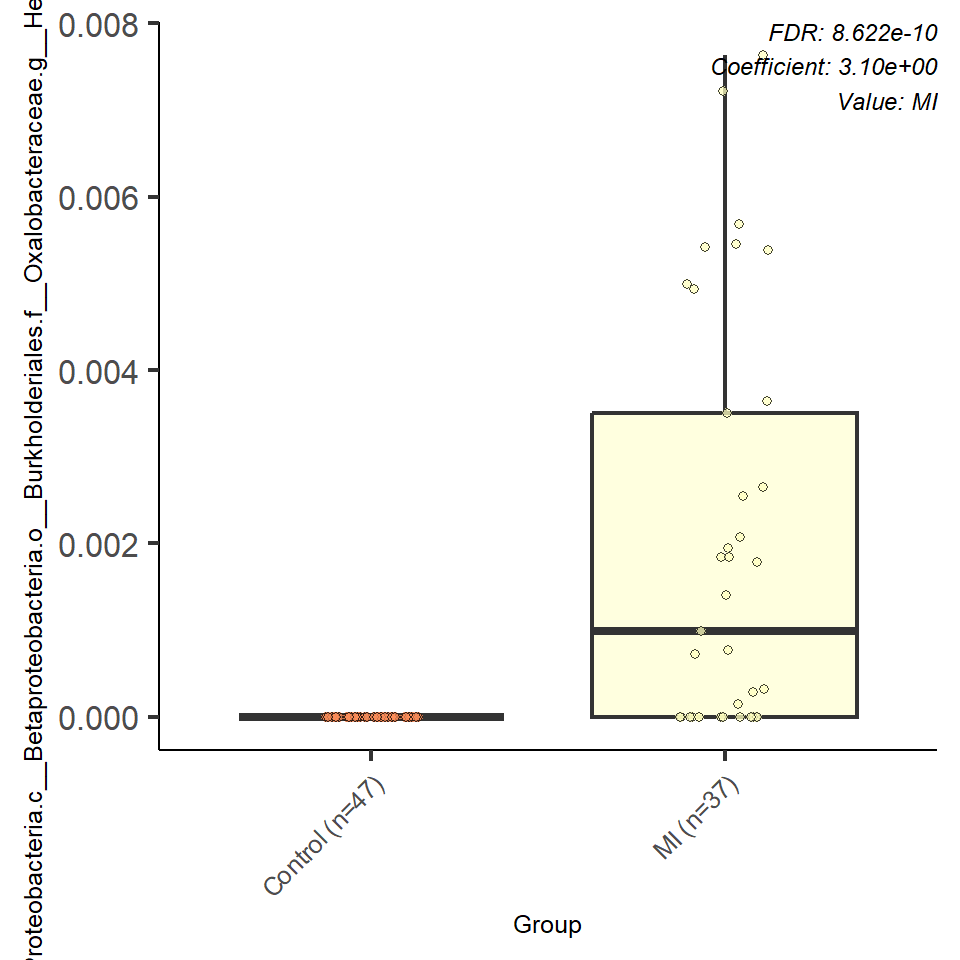 Proteobacteria.c__Betaproteobacteria.o__Burkholderiales.f__Oxalobacteraceae.g__He
0.008
0.006
0.004
0.002
0.000
FDR: 8.622e-10
Coefficient: 3.10e+00
Value: MI
Control (n=47)
MI (n=37)
Group